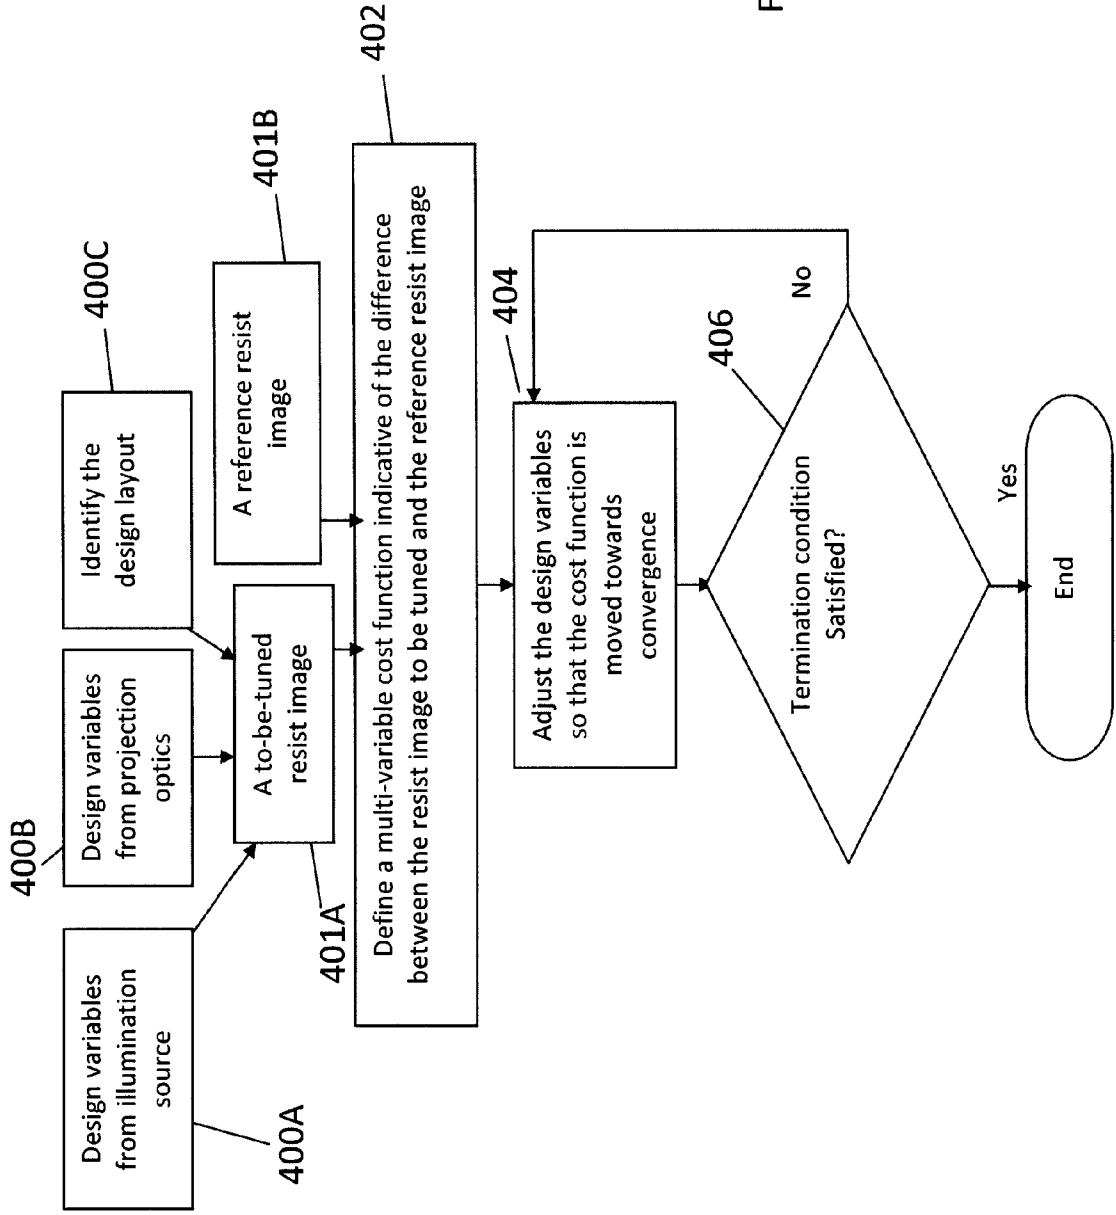 400A
Design variables
from illumination
source
400B
Design variables
from projection
optics
400C
Identify the
design layout
401A
A to-be-tuned
resist image
401B
A reference resist
image
402
Define a multi-variable cost function indicative of the difference
between the resist image to be tuned and the reference resist image
404
Adjust the design variables
so that the cost function is
moved towards
convergence
406
Termination condition
Satisfied?
No
Yes
End
F